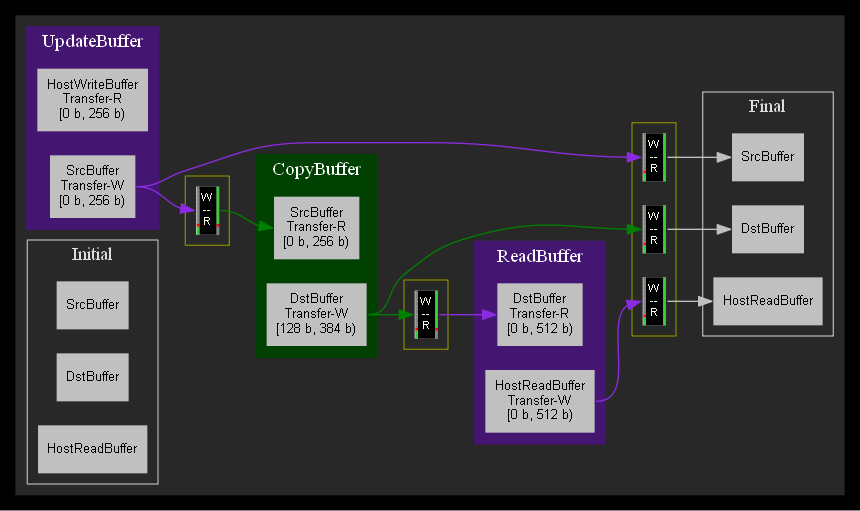 UpdateBuffer
HostWriteBuffer
Transfer-R
[0 b, 256 b)
SrcBuffer
Transfer-W
[0 b, 256 b)
Initial
SrcBuffer
DstBuffer
HostReadBuffer
W
--
R
CopyBuffer
SrcBuffer
Transfer-R
[0 b, 256 b)
DstBuffer
Transfer-W
[128 b, 384 b)
W
--
R
ReadBuffer
DstBuffer
Transfer-R
[0 b, 512 b)
HostReadBuffer
Transfer-W
[0 b, 512 b)
W
--
R
W
--
R
W
--
R
Final
SrcBuffer
DstBuffer
HostReadBuffer